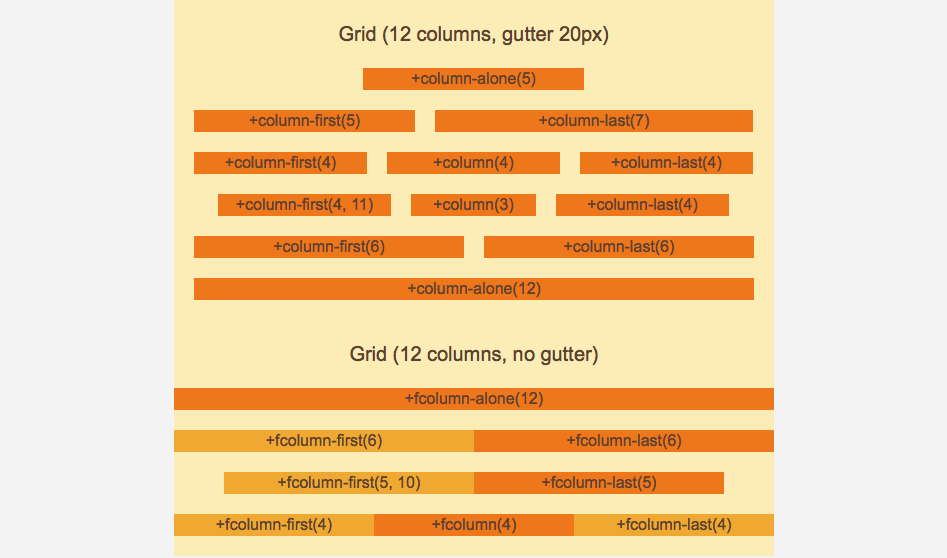 Grid (12 columns, gutter 20px)
+column-alone(5)
+column-first(5) +column-last(7)
+column-first(4) +column(4) +column-last(4)
+column-first(4, 11) +column(3) +column-last(4)
+column-first(6) +column-last(6)
+column-alone(12)
Grid (12 columns, no gutter)
+fcolumn-alone(12)
+fcolumn-first(6) +fcolumn-last(6)
+fcolumn-first(5, 10) +fcolumn-last(5)
+fcolumn-first(4) +fcolumn(4) +fcolumn-last(4)